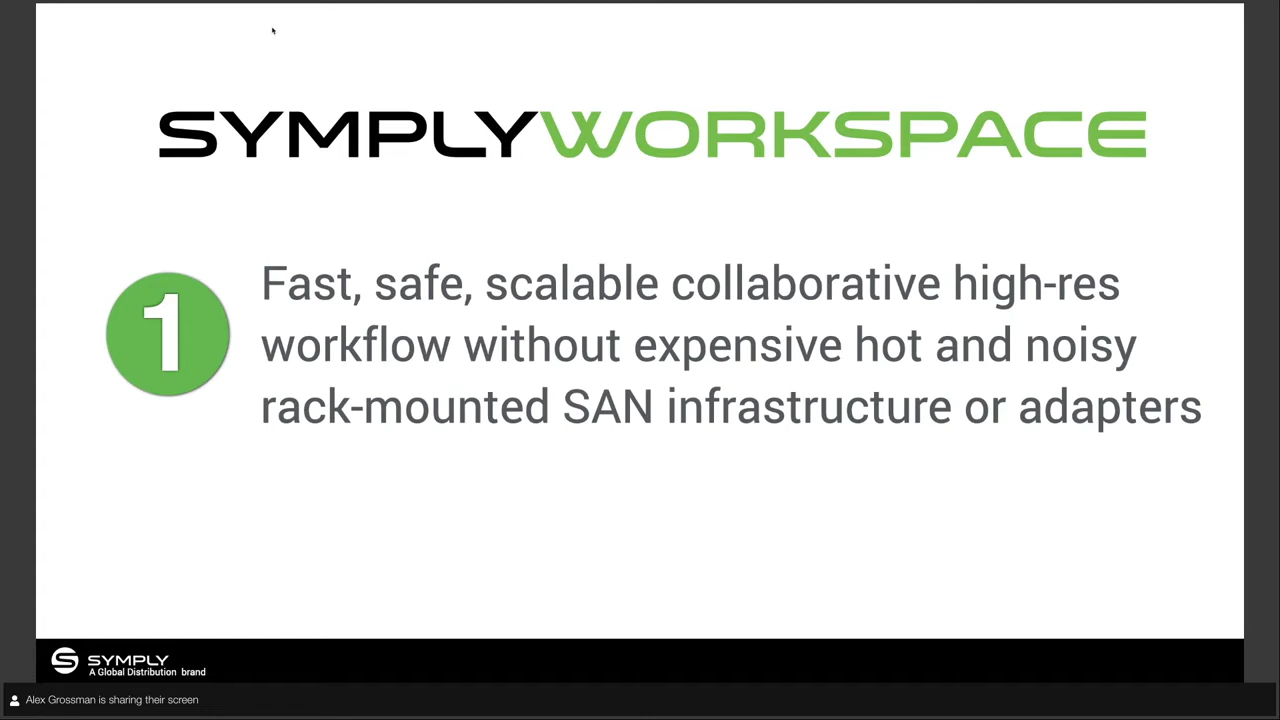 SYMPLYWORKSPACE
1
Fast, safe, scalable collaborative high-res
workflow without expensive hot and noisy
rack-mounted SAN infrastructure or adapters
SYMPLY
A Global Distribution brand
Alex Grossman is sharing their screen